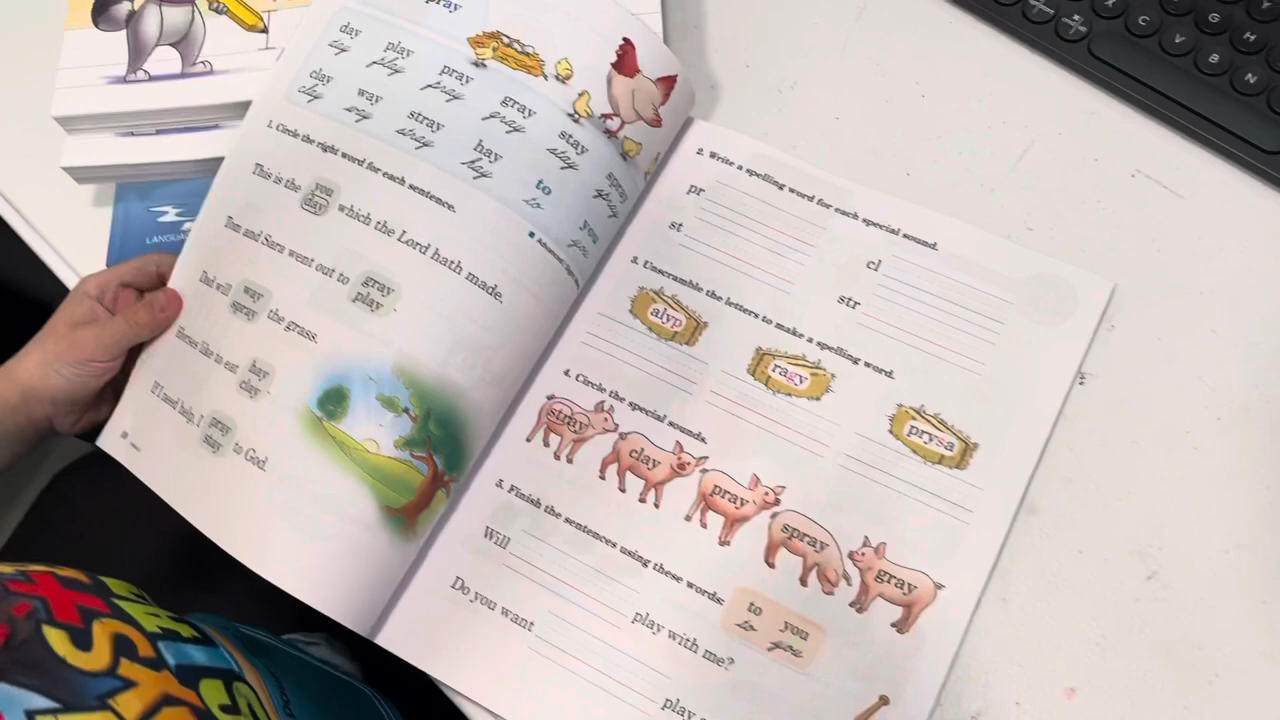 pray
day play pray gray stay spray
day play pray gray stay spray
clay way stray hay to you
clay way stray hay to you
1. Circle the right word for each sentence.
This is the you day which the Lord hath made.
Tom and Sara went out to gray play.
Dad will way spray the grass.
Horses like to eat hay clay.
If I need help, I pray stay to God.
LANGUAG
2. Write a spelling word for each special sound.
pr cl
st str
3. Unscramble the letters to make a spelling word.
alyp ragy prysa
4. Circle the special sounds.
stray clay pray spray gray
5. Finish the sentences using these words.
to you
to you
Will play with me?
Do you want play